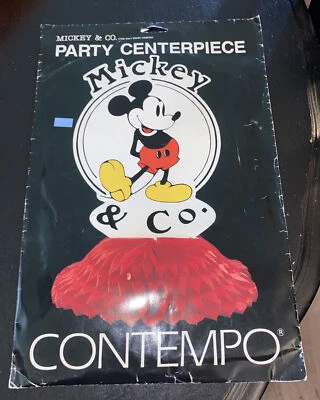 MICKEY & CO.
PARTY CENTERPIECE
Mickey
& Co.
CONTEMPO®